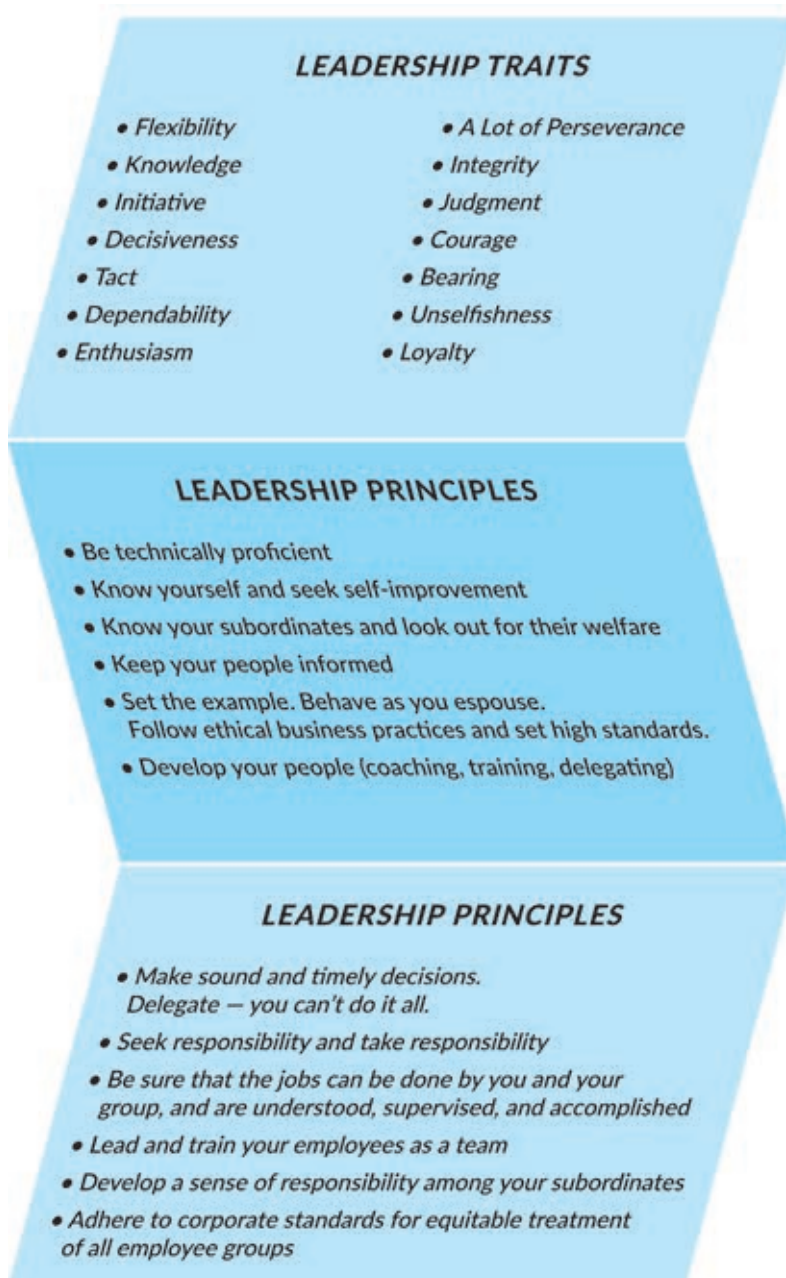 LEADERSHIP TRAITS
• Flexibility
• Knowledge
• Initiative
• Decisiveness
• Tact
• Dependability
• Enthusiasm
• A Lot of Perseverance
• Integrity
• Judgment
• Courage
• Bearing
• Unselfishness
• Loyalty
LEADERSHIP PRINCIPLES
• Be technically proficient
• Know yourself and seek self-improvement
• Know your subordinates and look out for their welfare
• Keep your people informed
• Set the example. Behave as you espouse.
Follow ethical business practices and set high standards.
• Develop your people (coaching, training, delegating)
LEADERSHIP PRINCIPLES
• Make sound and timely decisions.
Delegate — you can't do it all.
• Seek responsibility and take responsibility
• Be sure that the jobs can be done by you and your
group, and are understood, supervised, and accomplished
• Lead and train your employees as a team
• Develop a sense of responsibility among your subordinates
• Adhere to corporate standards for equitable treatment
of all employee groups